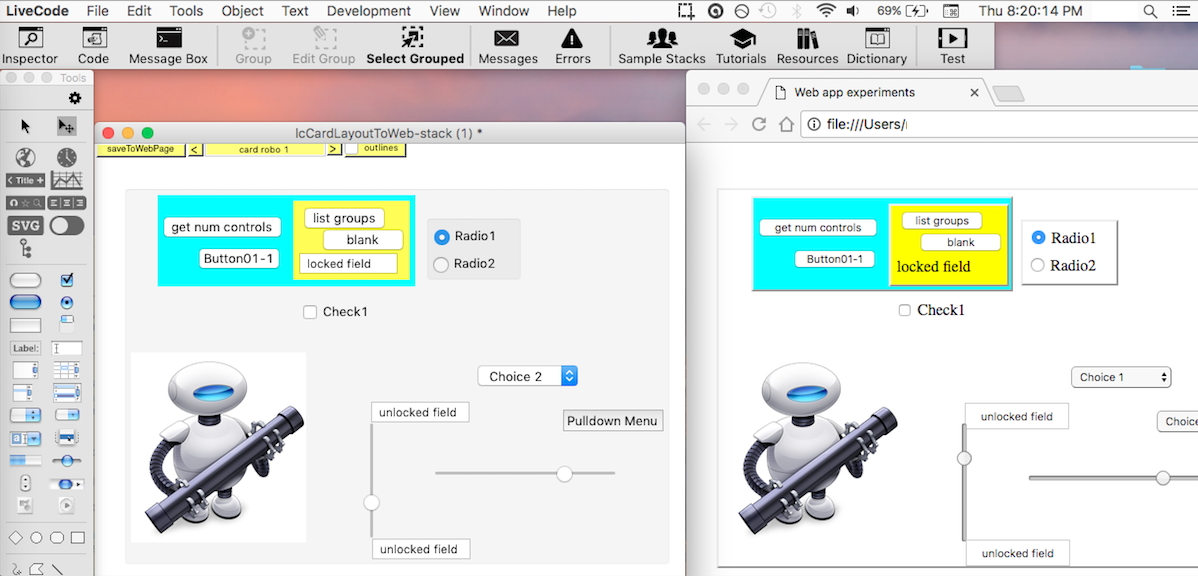 LiveCode File Edit Tools Object Text Development View Window Help 69% Thu 8:20:14 PM
Inspector Code Message Box Group Edit Group Select Grouped Messages Errors Sample Stacks Tutorials Resources Dictionary Test
Tools
Title
SVG
Label:
lcCardLayoutToWeb-stack (1) *
saveToWebPage < card robo 1 > outlines
get num controls
list groups
blank
Button01-1
locked field
Radio1
Radio2
Check1
Choice 2
unlocked field
Pulldown Menu
unlocked field
Web app experiments
file:///Users/
get num controls
list groups
blank
Button01-1
locked field
Radio1
Radio2
Check1
Choice 1
unlocked field
Choice
unlocked field